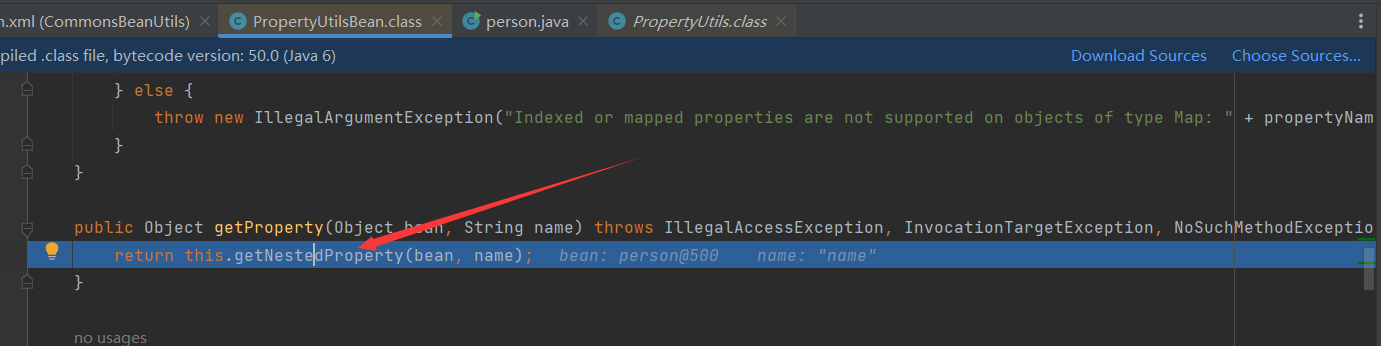 n.xml (CommonsBeanUtils) PropertyUtilsBean.class person.java PropertyUtils.class
piled .class file, bytecode version: 50.0 (Java 6) Download Sources Choose Sources...
} else {
throw new IllegalArgumentException("Indexed or mapped properties are not supported on objects of type Map: " + propertyNam
}
}
public Object getProperty(Object bean, String name) throws IllegalAccessException, InvocationTargetException, NoSuchMethodExceptio
return this.getNestedProperty(bean, name); bean: person@500 name: "name"
}
no usages